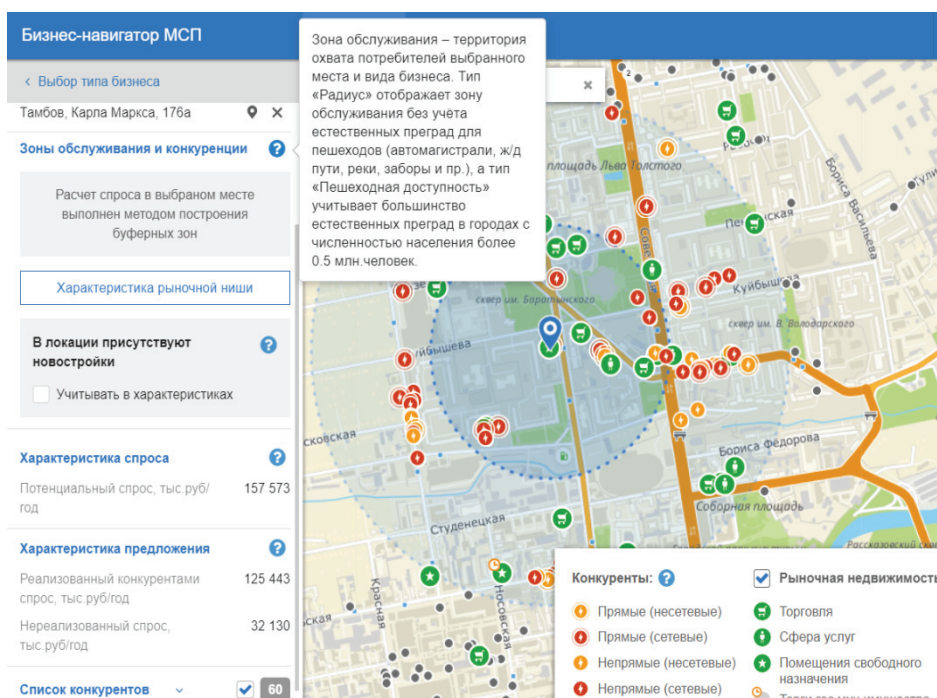 Бизнес-навигатор МСП
‹ Выбор типа бизнеса
Тамбов, Карла Маркса, 176а
Зоны обслуживания и конкуренции ?
Расчет спроса в выбранном месте
выполнен методом построения
буферных зон
Характеристика рыночной ниши
В локации присутствуют
новостройки ?
Учитывать в характеристиках
Характеристика спроса ?
Потенциальный спрос, тыс.руб/
год 157 573
Характеристика предложения ?
Реализованный конкурентами
спрос, тыс.руб/год 125 443
Нереализованный спрос,
тыс.руб/год 32 130
Список конкурентов 60
Зона обслуживания – территория
охвата потребителей выбранного
места и вида бизнеса. Тип
«Радиус» отображает зону
обслуживания без учёта
естественных преград для
пешеходов (автомагистрали, ж/д
пути, реки, заборы и пр.), а тип
«Пешеходная доступность»
учитывает большинство
естественных преград в городах с
численностью населения более
0.5 млн.человек.
2
площадь Льва Толстого
Бориса Васильева
сквер им. Баратынского
Куйбышева
сквер им. В. Володарского
Бориса Фёдорова
Соборная площадь
Студенецкая
Красная
Носовская
Конкуренты: ?
Прямые (несетевые)
Прямые (сетевые)
Непрямые (несетевые)
Непрямые (сетевые)
Рыночная недвижимость
Торговля
Сфера услуг
Помещения свободного
назначения